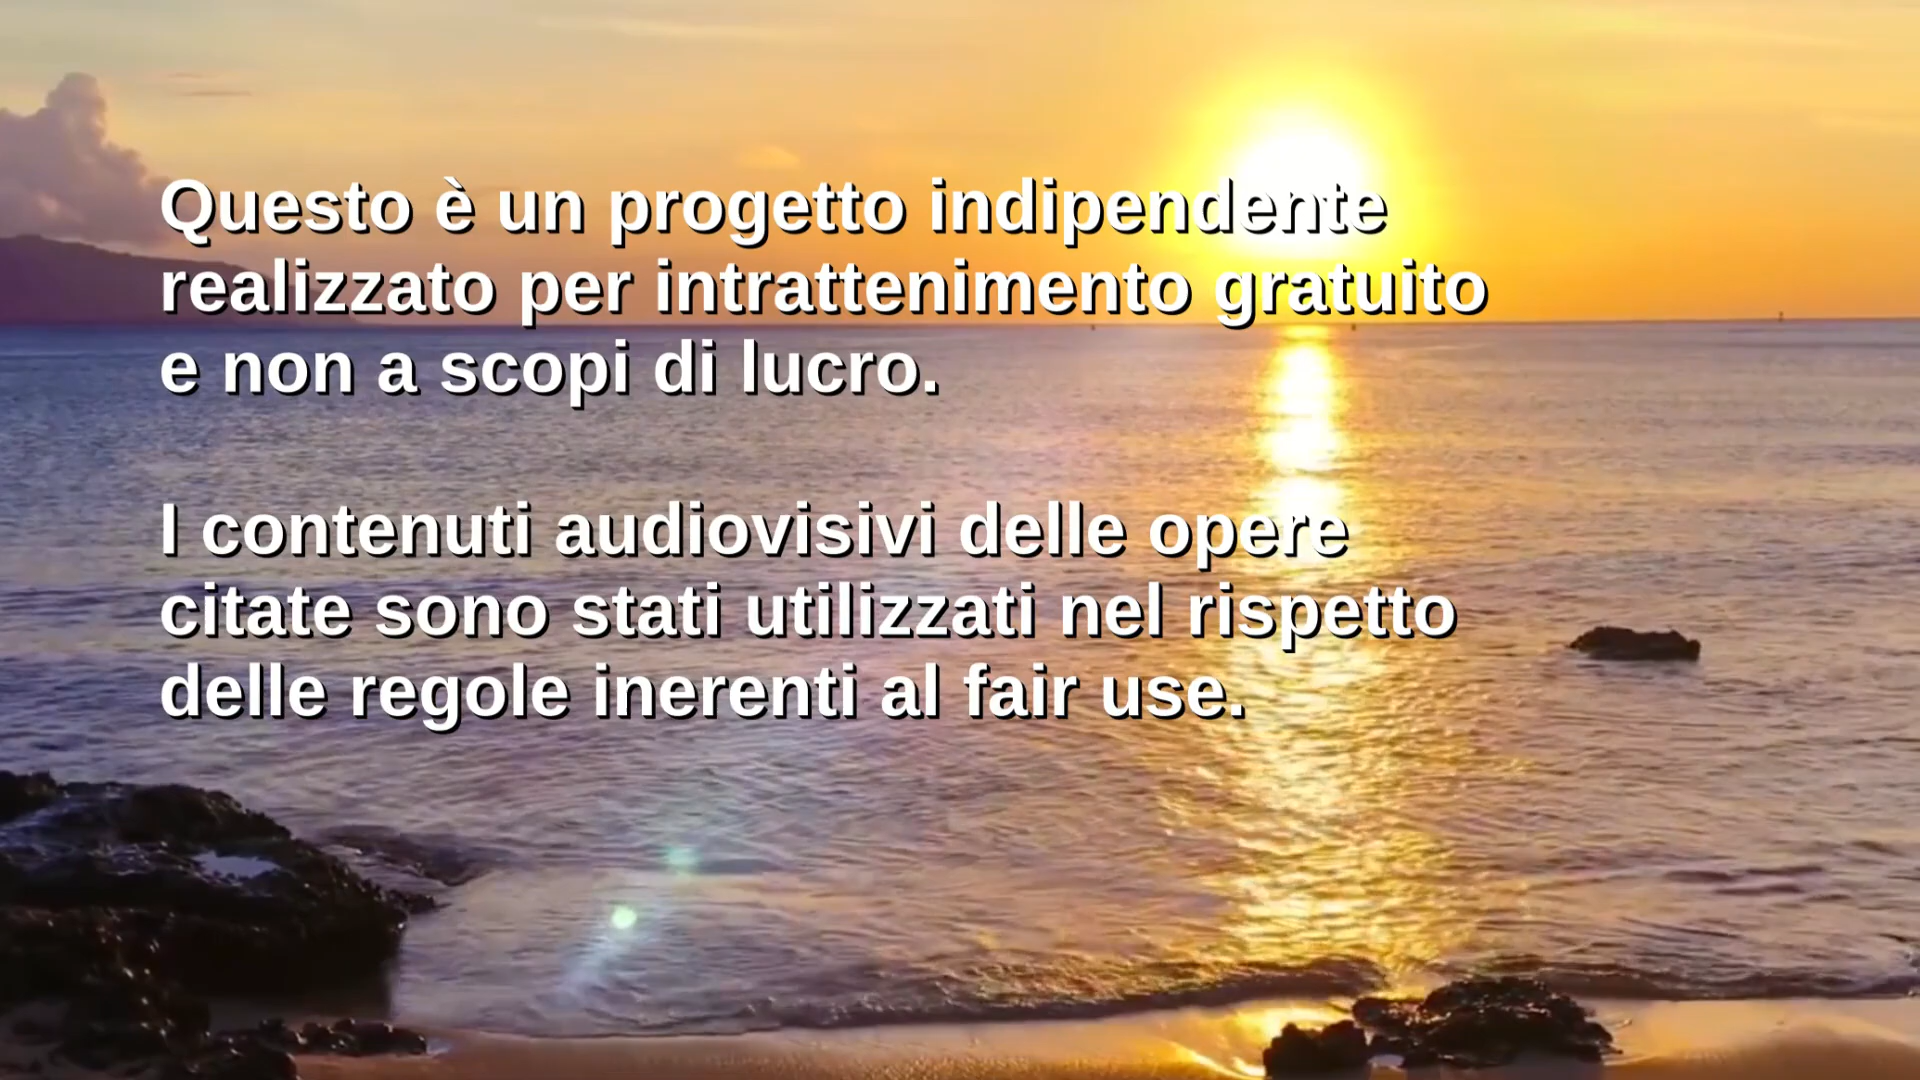 Questo è un progetto indipendente
realizzato per intrattenimento gratuito
e non a scopi di lucro.
I contenuti audiovisivi delle opere
citate sono stati utilizzati nel rispetto
delle regole inerenti al fair use.